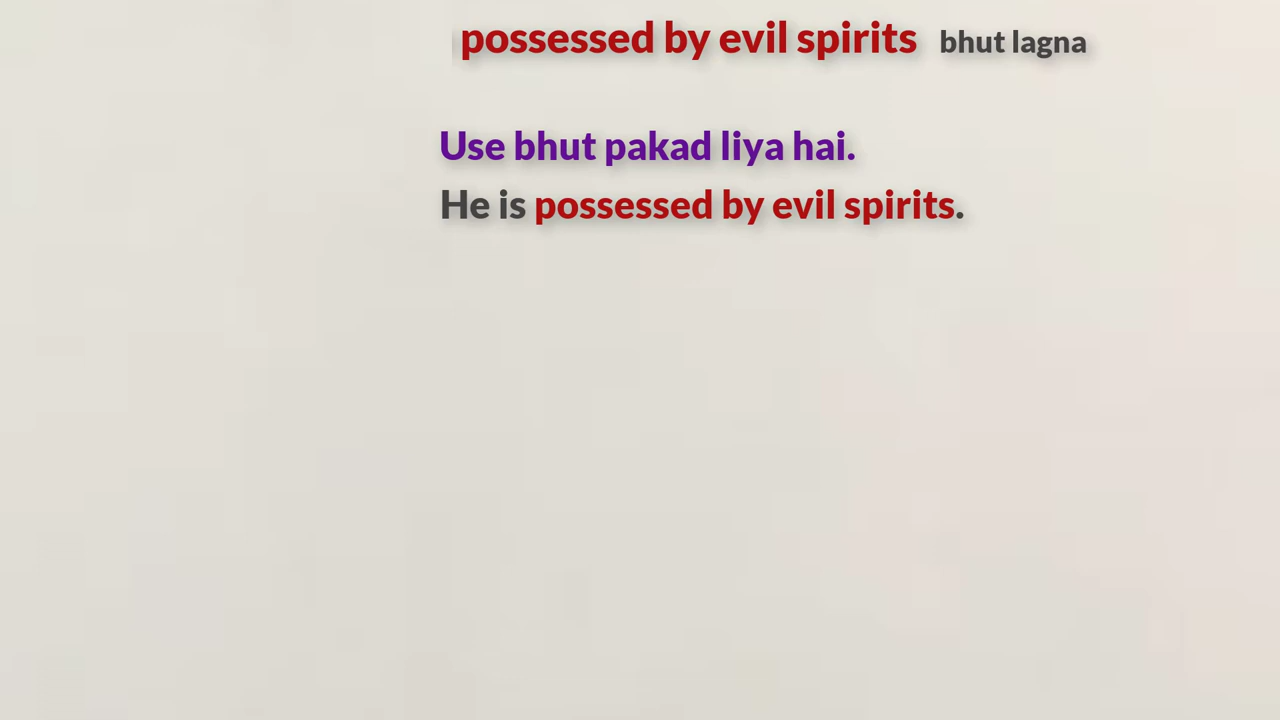 possessed by evil spirits bhut lagna
Use bhut pakad liya hai.
He is possessed by evil spirits.